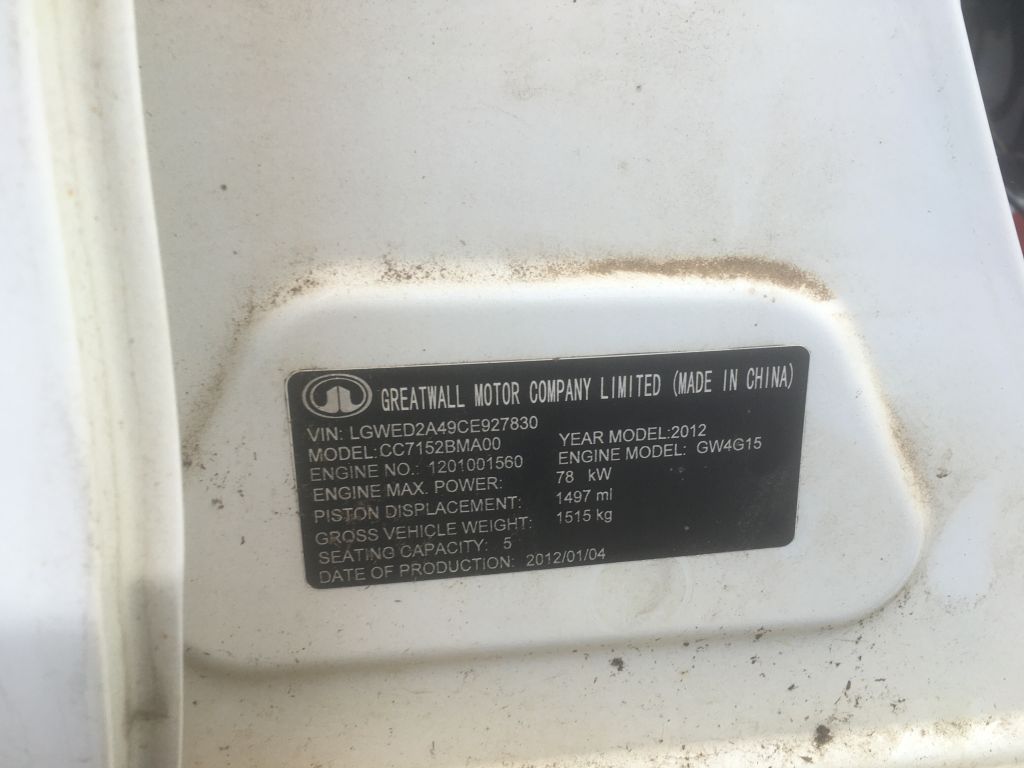 GREATWALL MOTOR COMPANY LIMITED (MADE IN CHINA)
VIN: LGWED2A49CE927830
MODEL:CC7152BMA00 YEAR MODEL:2012
ENGINE NO.: 1201001560 ENGINE MODEL: GW4G15
ENGINE MAX. POWER: 78 kW
PISTON DISPLACEMENT: 1497 ml
GROSS VEHICLE WEIGHT: 1515 kg
SEATING CAPACITY: 5
DATE OF PRODUCTION: 2012/01/04